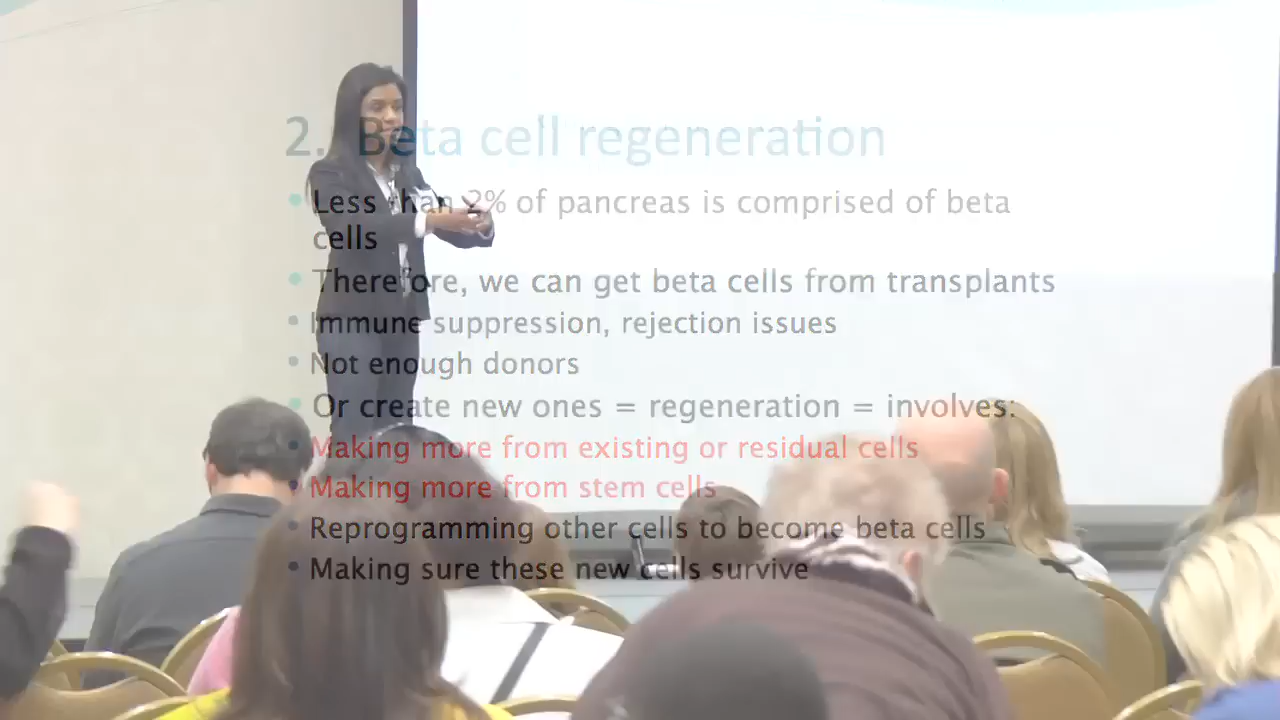 2. Beta cell regeneration
• Less than 2% of pancreas is comprised of beta
cells
• Therefore, we can get beta cells from transplants
• Immune suppression, rejection issues
• Not enough donors
• Or create new ones = regeneration = involves:
• Making more from existing or residual cells
• Making more from stem cells
• Reprogramming other cells to become beta cells
• Making sure these new cells survive